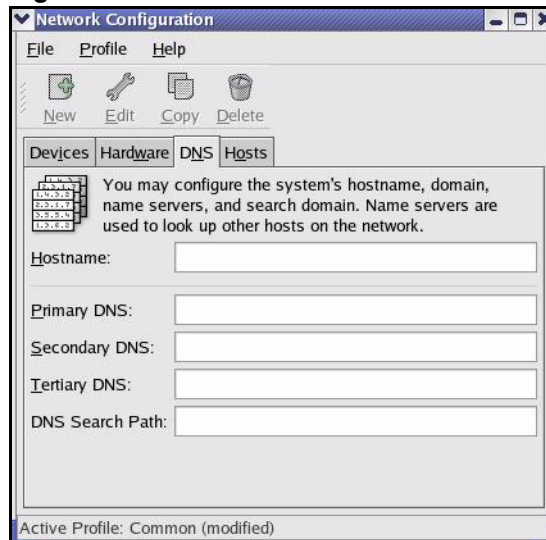 Network Configuration
File Profile Help
New Edit Copy Delete
Devices Hardware DNS Hosts
You may configure the system's hostname, domain,
name servers, and search domain. Name servers are
used to look up other hosts on the network.
Hostname:
Primary DNS:
Secondary DNS:
Tertiary DNS:
DNS Search Path:
Active Profile: Common (modified)